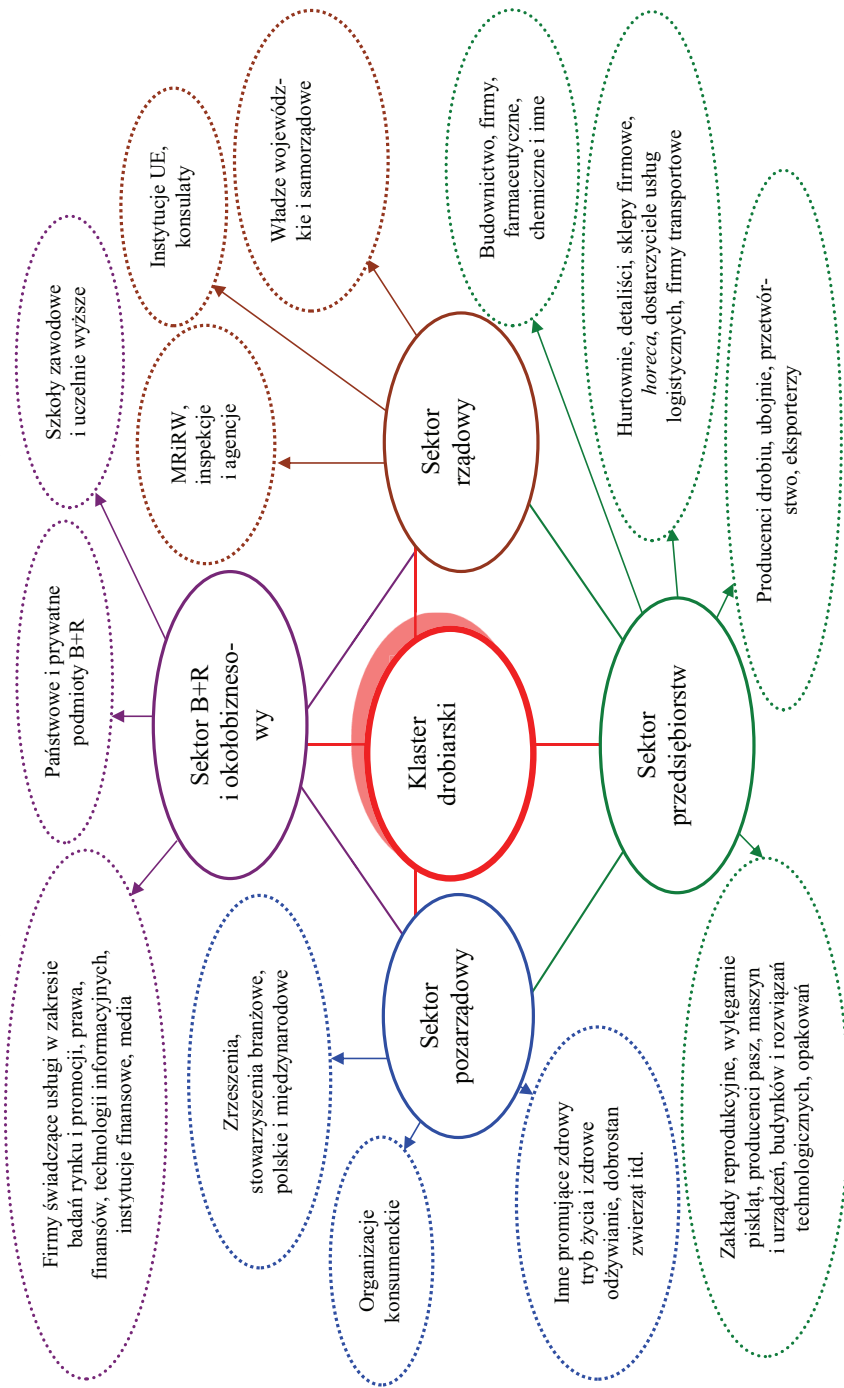 Firmy świadczące usługi w zakresie
badań rynku i promocji, prawa,
finansów, technologii informacyjnych,
instytucje finansowe, media
Państwowe i prywatne
podmioty B+R
Szkoły zawodowe
i uczelnie wyższe
Sektor B+R
i okołobizneso-
wy
Zrzeszenia,
stowarzyszenia branżowe,
polskie i międzynarodowe
MRiRW,
inspekcje
i agencje
Instytucje UE,
konsulaty
Władze wojewódz-
kie i samorządowe
Organizacje
konsumenckie
Sektor
pozarządowy
Klaster
drobiarski
Sektor
rządowy
Inne promujące zdrowy
tryb życia i zdrowe
odżywianie, dobrostan
zwierząt itd.
Budownictwo, firmy,
farmaceutyczne,
chemiczne i inne
Sektor
przedsiębiorstw
Hurtownie, detaliści, sklepy firmowe,
horeca, dostarczyciele usług
logistycznych, firmy transportowe
Zakłady reprodukcyjne, wylęgarnie
piskląt, producenci pasz, maszyn
i urządzeń, budynków i rozwiązań
technologicznych, opakowań
Producenci drobiu, ubojnie, przetwór-
stwo, eksporterzy